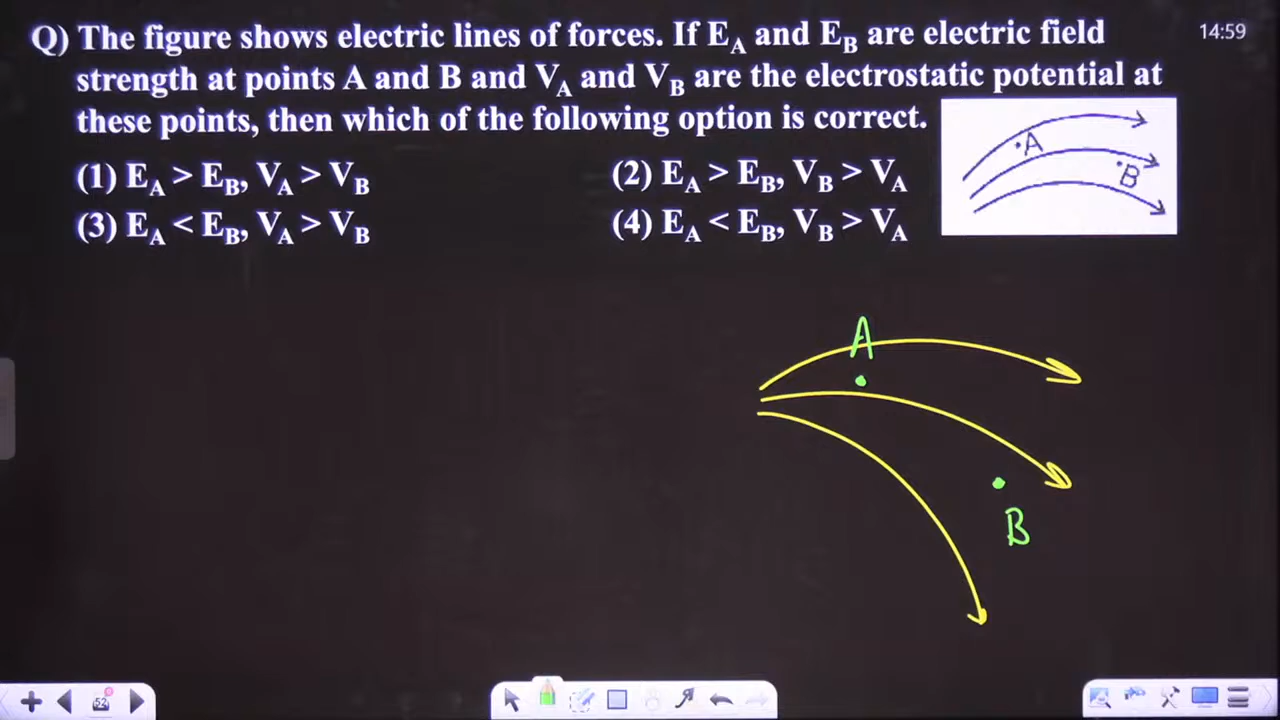 Q) The figure shows electric lines of forces. If E_A and E_B are electric field
14:59
strength at points A and B and V_A and V_B are the electrostatic potential at
these points, then which of the following option is correct.
(1) E_A > E_B, V_A > V_B
(2) E_A > E_B, V_B > V_A
(3) E_A < E_B, V_A > V_B
(4) E_A < E_B, V_B > V_A
A
B
A
B
52